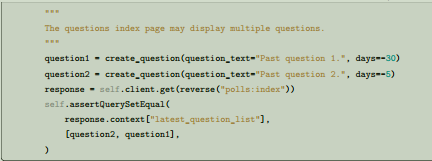 """
The questions index page may display multiple questions.
"""
question1 = create_question(question_text="Past question 1.", days=-30)
question2 = create_question(question_text="Past question 2.", days=-5)
response = self.client.get(reverse("polls:index"))
self.assertQuerySetEqual(
response.context["latest_question_list"],
[question2, question1],
)